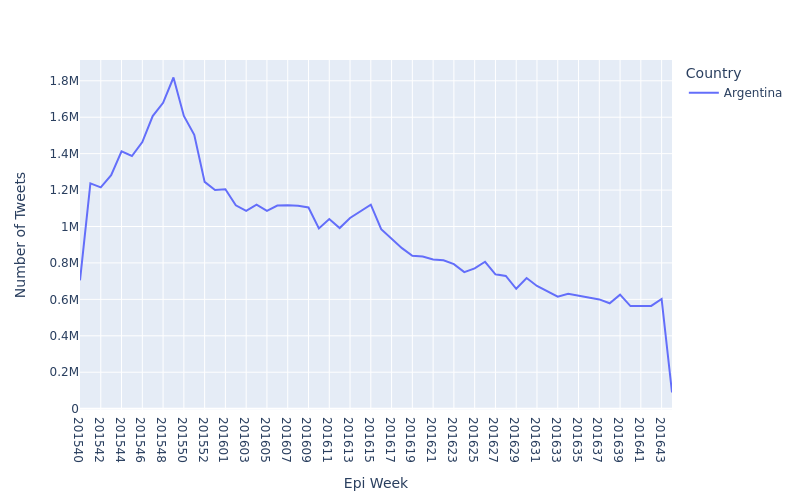 Country
Argentina
Number of Tweets
1.8M
1.6M
1.4M
1.2M
1M
0.8M
0.6M
0.4M
0.2M
0
201540
201542
201544
201546
201548
201550
201552
201601
201603
201605
201607
201609
201611
201613
201615
201617
201619
201621
201623
201625
201627
201629
201631
201633
201635
201637
201639
201641
201643
Epi Week